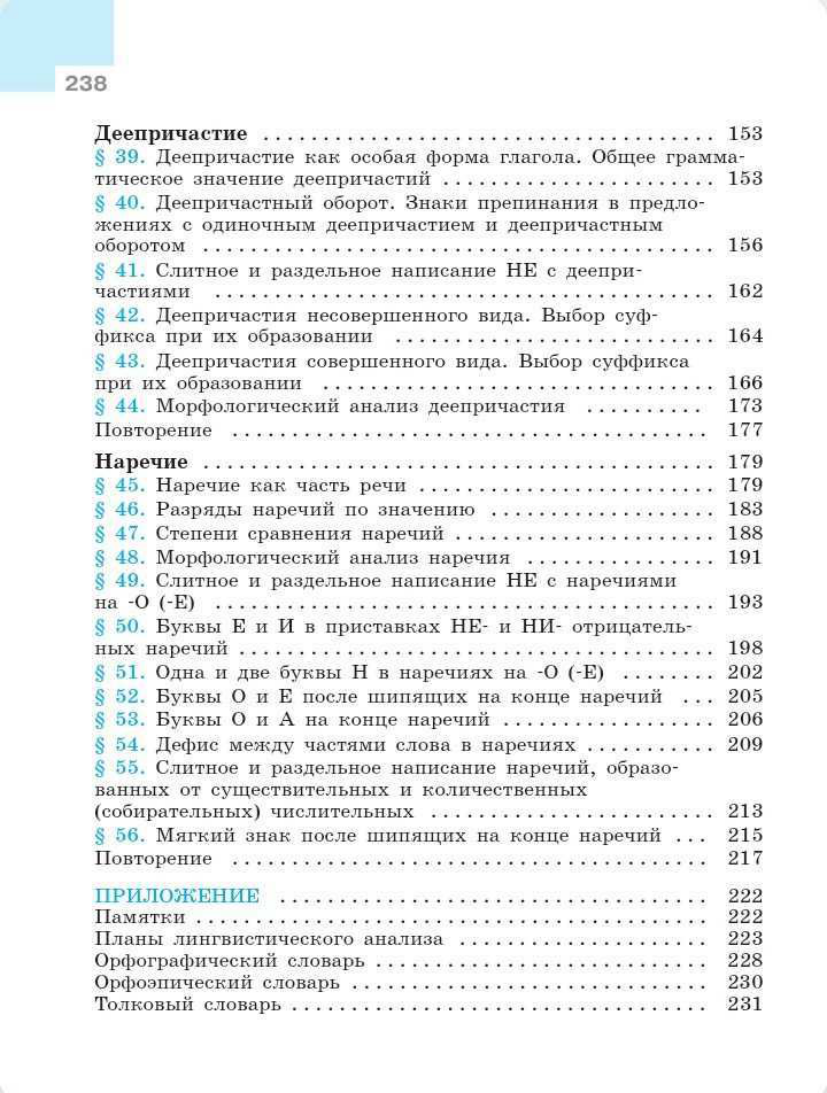 238
Деепричастие ...................................... 153
§ 39. Деепричастие как особая форма глагола. Общее грамма-
тическое значение деепричастий ....................... 153
§ 40. Деепричастный оборот. Знаки препинания в предло-
жениях с одиночным деепричастием и деепричастным
оборотом ........................................... 156
§ 41. Слитное и раздельное написание НЕ с деепри-
частиями .......................................... 162
§ 42. Деепричастия несовершенного вида. Выбор суф-
фикса при их образовании ........................... 164
§ 43. Деепричастия совершенного вида. Выбор суффикса
при их образовании ................................. 166
§ 44. Морфологический анализ деепричастия .......... 173
Повторение ........................................ 177
Наречие ........................................... 179
§ 45. Наречие как часть речи ......................... 179
§ 46. Разряды наречий по значению ................... 183
§ 47. Степени сравнения наречий ...................... 188
§ 48. Морфологический анализ наречия ................ 191
§ 49. Слитное и раздельное написание НЕ с наречиями
на -О (-Е) .......................................... 193
§ 50. Буквы Е и И в приставках НЕ- и НИ- отрицатель-
ных наречий ........................................ 198
§ 51. Одна и две буквы Н в наречиях на -О (-Е) ........ 202
§ 52. Буквы О и Е после шипящих на конце наречий ... 205
§ 53. Буквы О и А на конце наречий .................. 206
§ 54. Дефис между частями слова в наречиях ........... 209
§ 55. Слитное и раздельное написание наречий, образо-
ванных от существительных и количественных
(собирательных) числительных ........................ 213
§ 56. Мягкий знак после шипящих на конце наречий ... 215
Повторение ........................................ 217
ПРИЛОЖЕНИЕ .................................... 222
Памятки ........................................... 222
Планы лингвистического анализа ..................... 223
Орфографический словарь ............................ 228
Орфоэпический словарь .............................. 230
Толковый словарь ................................... 231